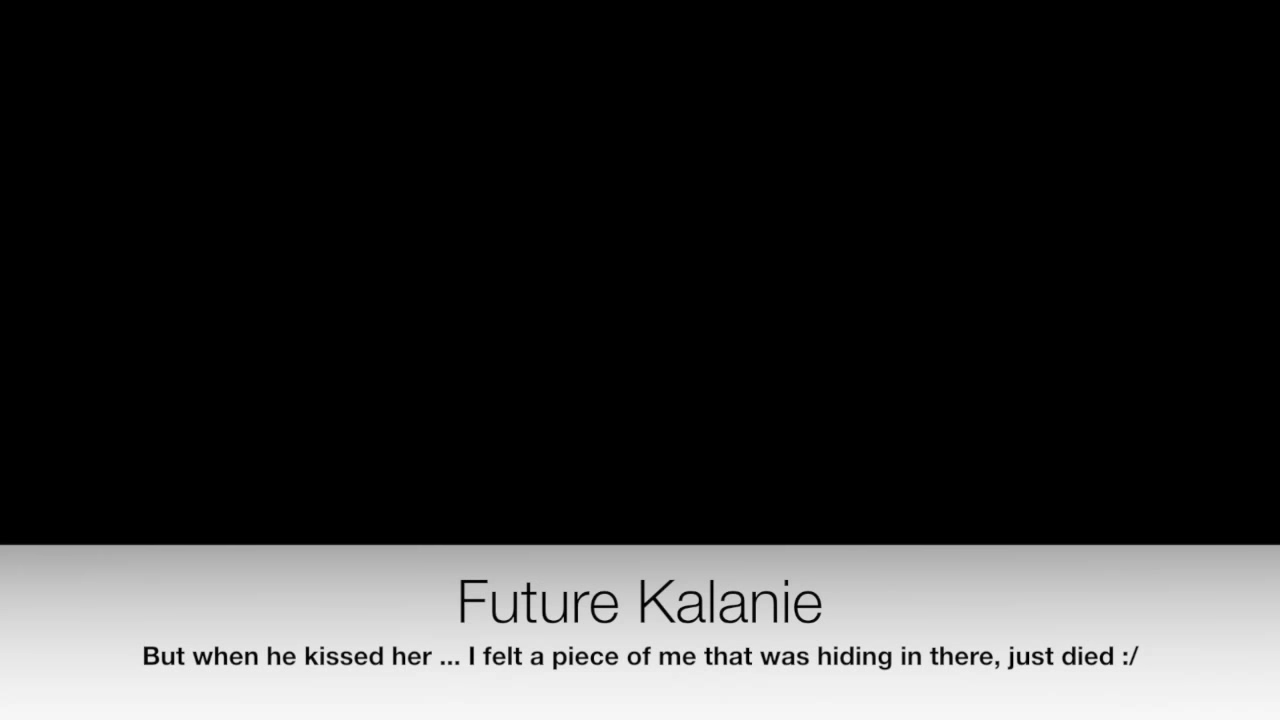 Future Kalanie
But when he kissed her ... I felt a piece of me that was hiding in there, just died :/